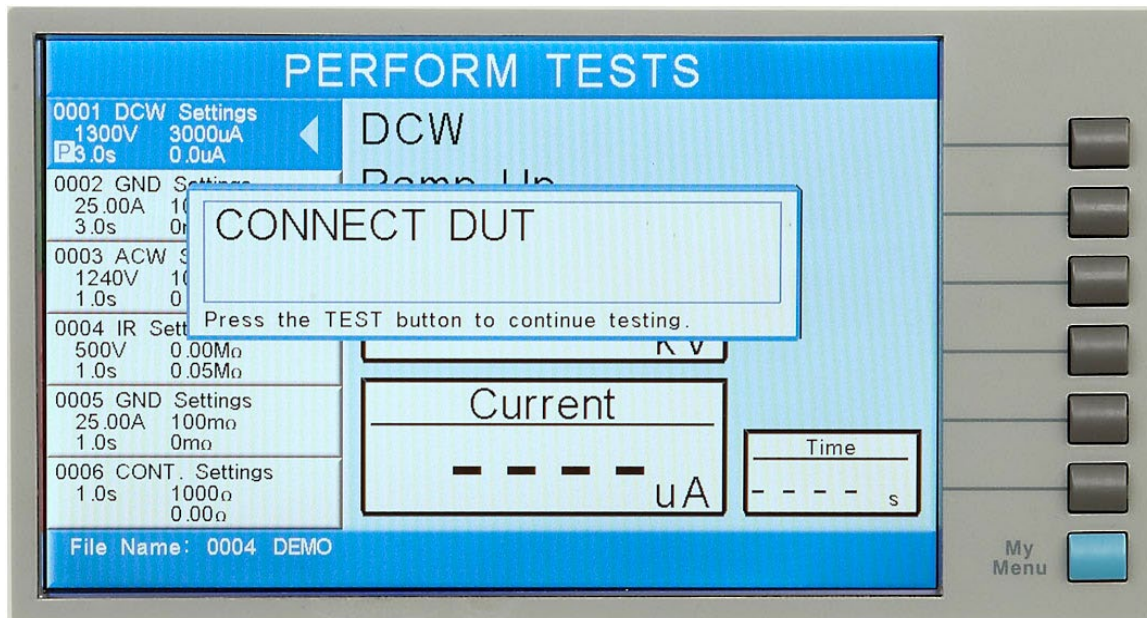 PERFORM TESTS
0001 DCW Settings
1300V 3000uA
P3.0s 0.0uA
0002 GND Settings
25.00A
3.0s
0003 ACW
1240V
1.0s
0004 IR
500V 0.00MΩ
1.0s 0.05MΩ
0005 GND Settings
25.00A 100mΩ
1.0s 0mΩ
0006 CONT. Settings
1.0s 1000Ω
0.00Ω
File Name: 0004 DEMO
DCW
Ramp Up
CONNECT DUT
Press the TEST button to continue testing.
KV
Current
---- uA
Time
---- s
My
Menu